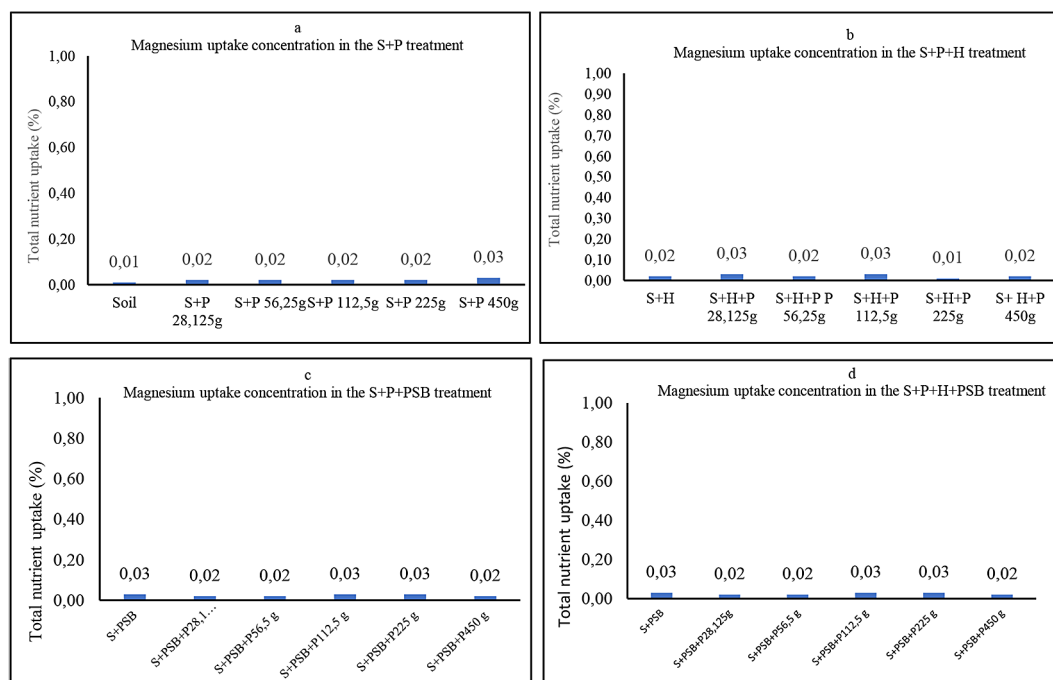 a
Magnesium uptake concentration in the S+P treatment
Total nutrient uptake (%)
1,00
0,80
0,60
0,40
0,20
0,00
0,01
0,02
0,02
0,02
0,02
0,03
Soil
S+P
28,125g
S+P 56,25g
S+P 112,5g
S+P 225g
S+P 450g
b
Magnesium uptake concentration in the S+P+H treatment
Total nutrient uptake (%)
1,00
0,90
0,80
0,70
0,60
0,50
0,40
0,30
0,20
0,10
0,00
0,02
0,03
0,02
0,03
0,01
0,02
S+H
S+H+P
28,125g
S+H+P P
56,25g
S+H+P
112,5g
S+H+P
225g
S+ H+P
450g
c
Magnesium uptake concentration in the S+P+PSB treatment
Total nutrient uptake (%)
1,00
0,80
0,60
0,40
0,20
0,00
0,03
0,02
0,02
0,03
0,03
0,02
S+PSB
S+PSB+P28,1…
S+PSB+P56,5 g
S+PSB+P112,5 g
S+PSB+P225 g
S+PSB+P450 g
d
Magnesium uptake concentration in the S+P+H+PSB treatment
Total nutrient uptake (%)
1,00
0,80
0,60
0,40
0,20
0,00
0,03
0,02
0,02
0,03
0,03
0,02
S+PSB
S+PSB+P28,125g
S+PSB+P56,5 g
S+PSB+P112,5 g
S+PSB+P225 g
S+PSB+P450 g